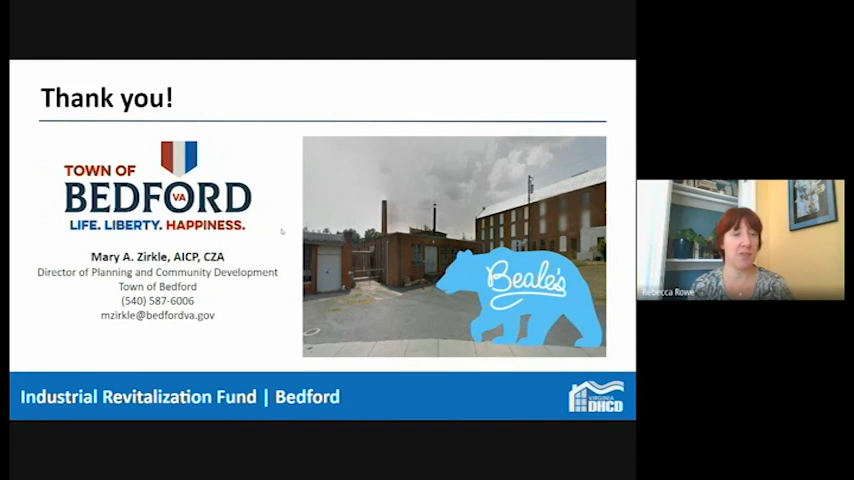 Thank you!
TOWN OF
BEDFORD
VA
LIFE. LIBERTY. HAPPINESS.
Mary A. Zirkle, AICP, CZA
Director of Planning and Community Development
Town of Bedford
(540) 587-6006
mzirkle@bedfordva.gov
Beale's
Rebecca Rowe
Industrial Revitalization Fund | Bedford
VIRGINIA
DHCD